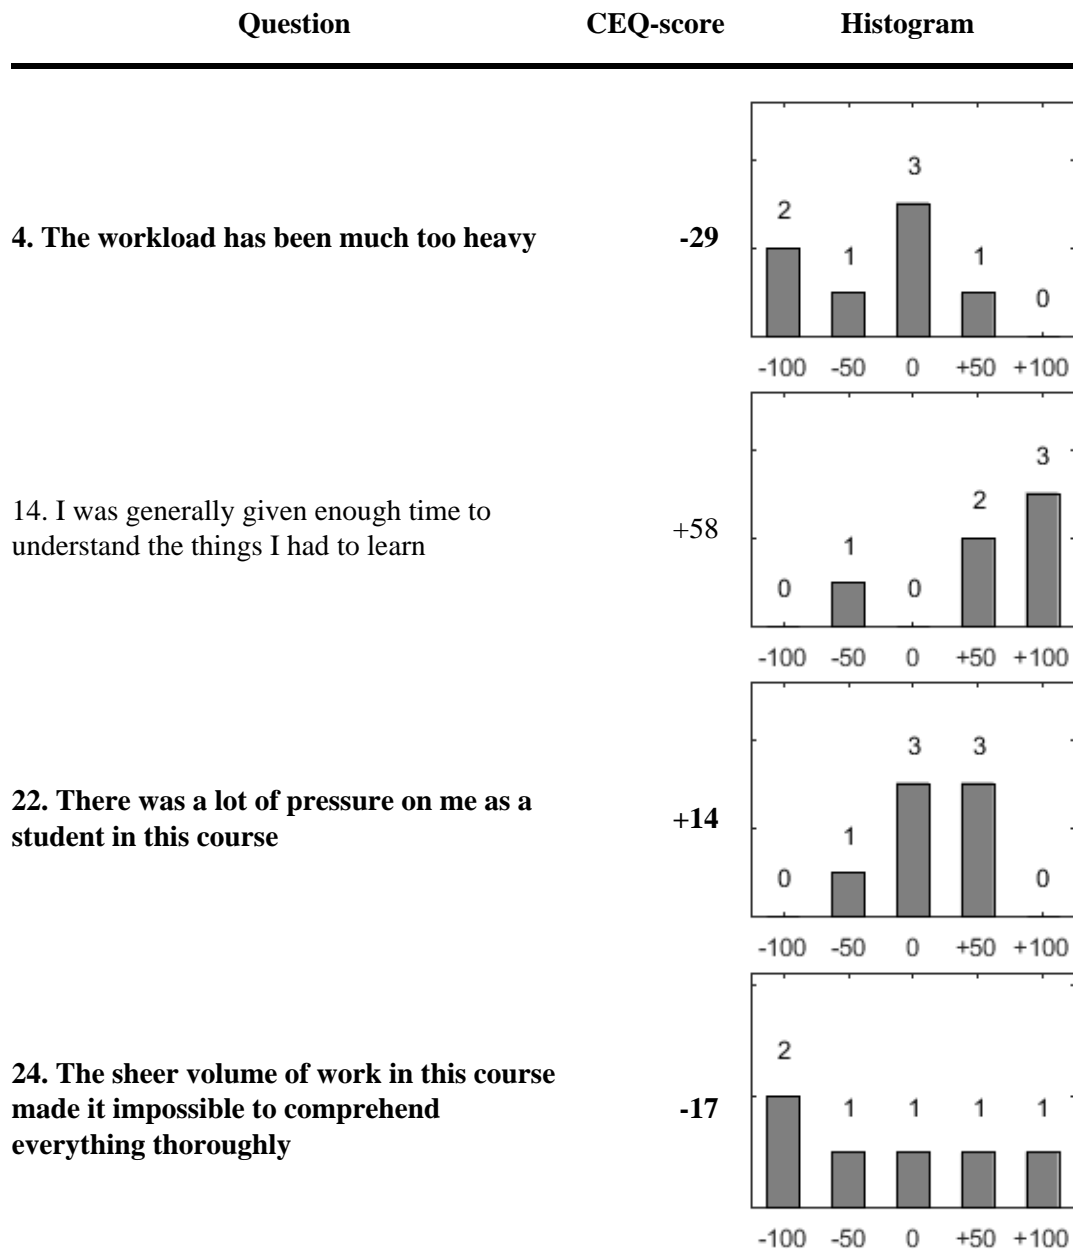 Question CEQ-score Histogram
3
2
4. The workload has been much too heavy -29
1 1
0
-100 -50 0 +50 +100
3
2
14. I was generally given enough time to
understand the things I had to learn +58
1
0 0
-100 -50 0 +50 +100
3 3
22. There was a lot of pressure on me as a
student in this course +14
1
0 0
-100 -50 0 +50 +100
2
24. The sheer volume of work in this course
made it impossible to comprehend -17
everything thoroughly
1 1 1 1
-100 -50 0 +50 +100